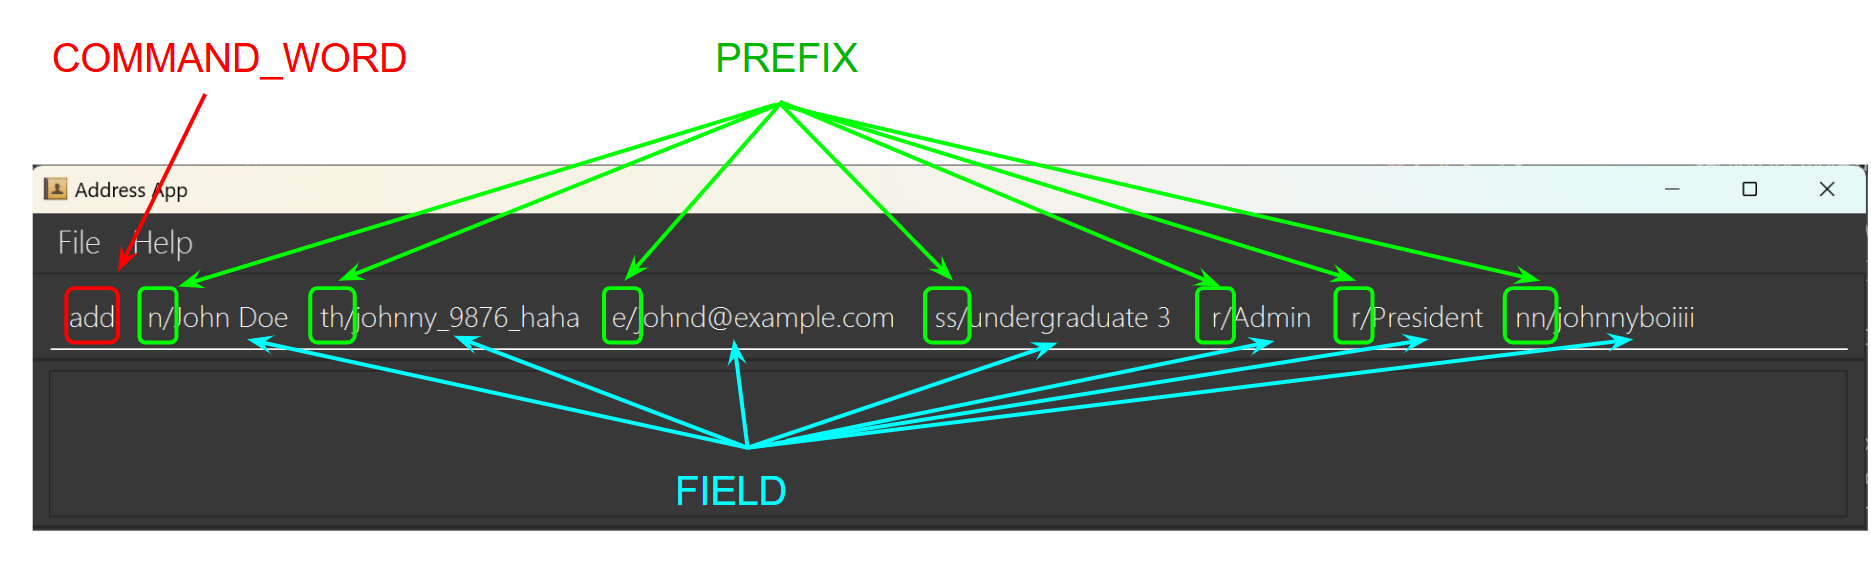 COMMAND_WORD PREFIX
Address App
File Help
add n/John Doe th/johnny_9876_haha e/johnd@example.com ss/undergraduate 3 r/Admin r/President nn/johnnyboiiii
FIELD